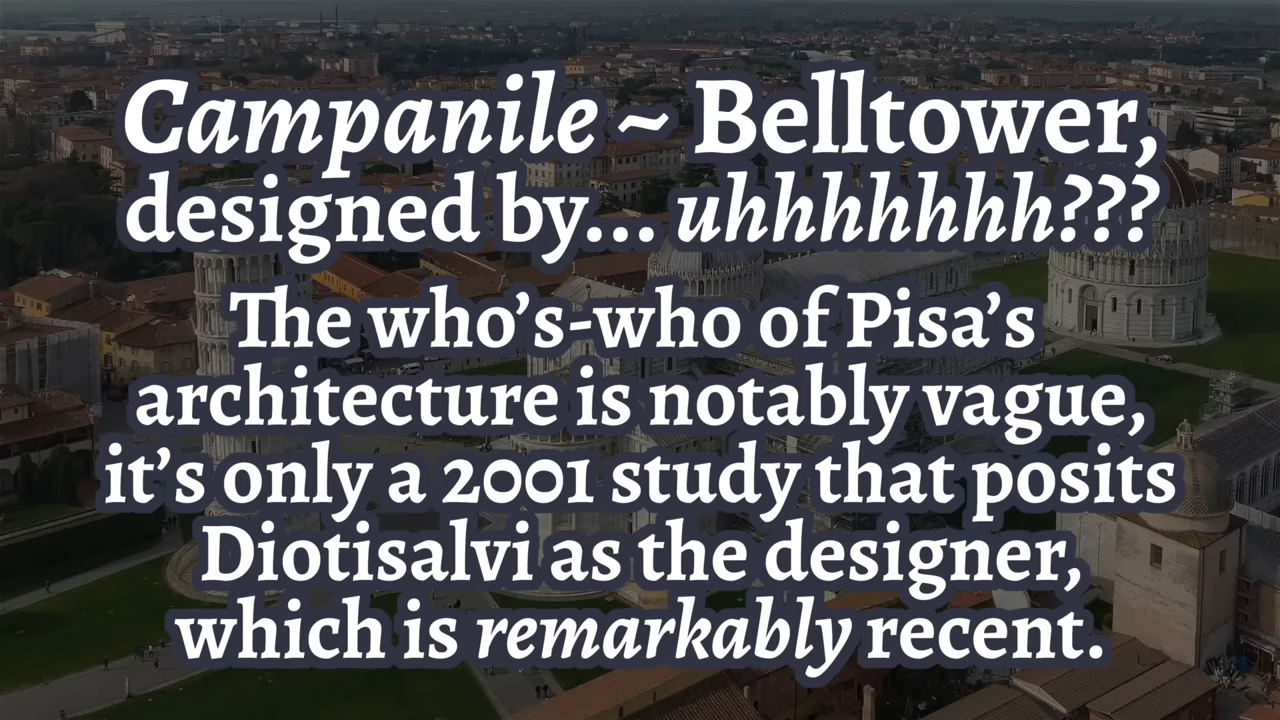 Campanile ~ Belltower,
designed by... uhhhhhhh???
The who’s-who of Pisa’s
architecture is notably vague,
it’s only a 2001 study that posits
Diotisalvi as the designer,
which is remarkably recent.